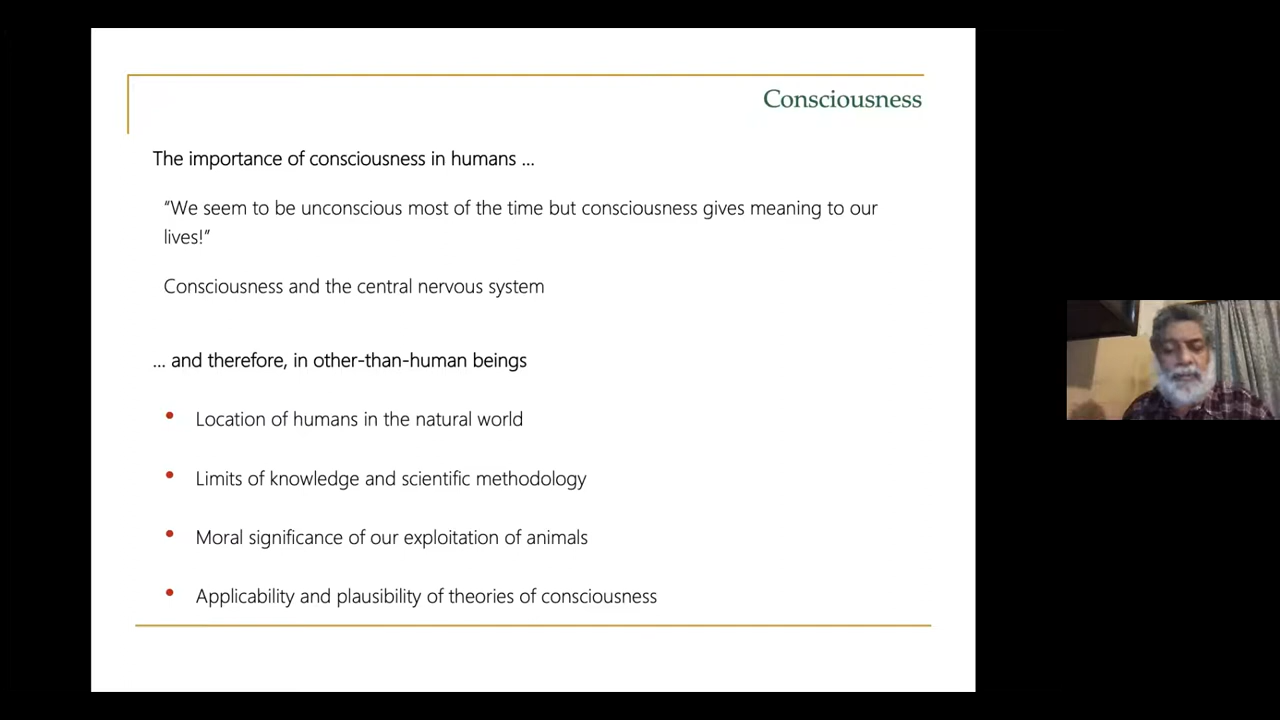 Consciousness
The importance of consciousness in humans ...
“We seem to be unconscious most of the time but consciousness gives meaning to our
lives!”
Consciousness and the central nervous system
... and therefore, in other-than-human beings
• Location of humans in the natural world
• Limits of knowledge and scientific methodology
• Moral significance of our exploitation of animals
• Applicability and plausibility of theories of consciousness